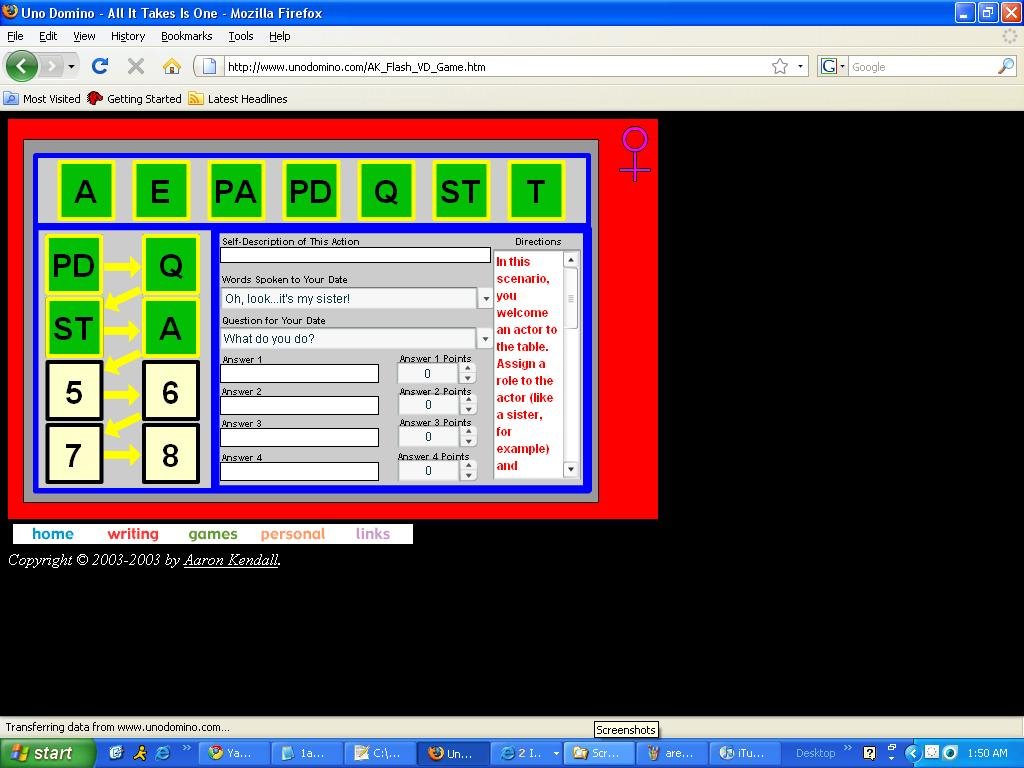 Uno Domino - All It Takes Is One - Mozilla Firefox
File Edit View History Bookmarks Tools Help
http://www.unodomino.com/AK_Flash_VD_Game.htm
G Google
Most Visited Getting Started Latest Headlines
A E PA PD Q ST T
PD Q
ST A
5 6
7 8
Self-Description of This Action
Words Spoken to Your Date
Oh, look...it's my sister!
Question for Your Date
What do you do?
Answer 1 Answer 1 Points
0
Answer 2 Answer 2 Points
0
Answer 3 Answer 3 Points
0
Answer 4 Answer 4 Points
0
Directions
In this
scenario,
you
welcome
an actor to
the table.
Assign a
role to the
actor (like
a sister,
for
example)
and
home writing games personal links
Copyright © 2003-2003 by Aaron Kendall.
Transferring data from www.unodomino.com...
Screenshots
start Ya... 1a... C:\... Un... 2 I... Scr... are... iTu... Desktop 1:50 AM